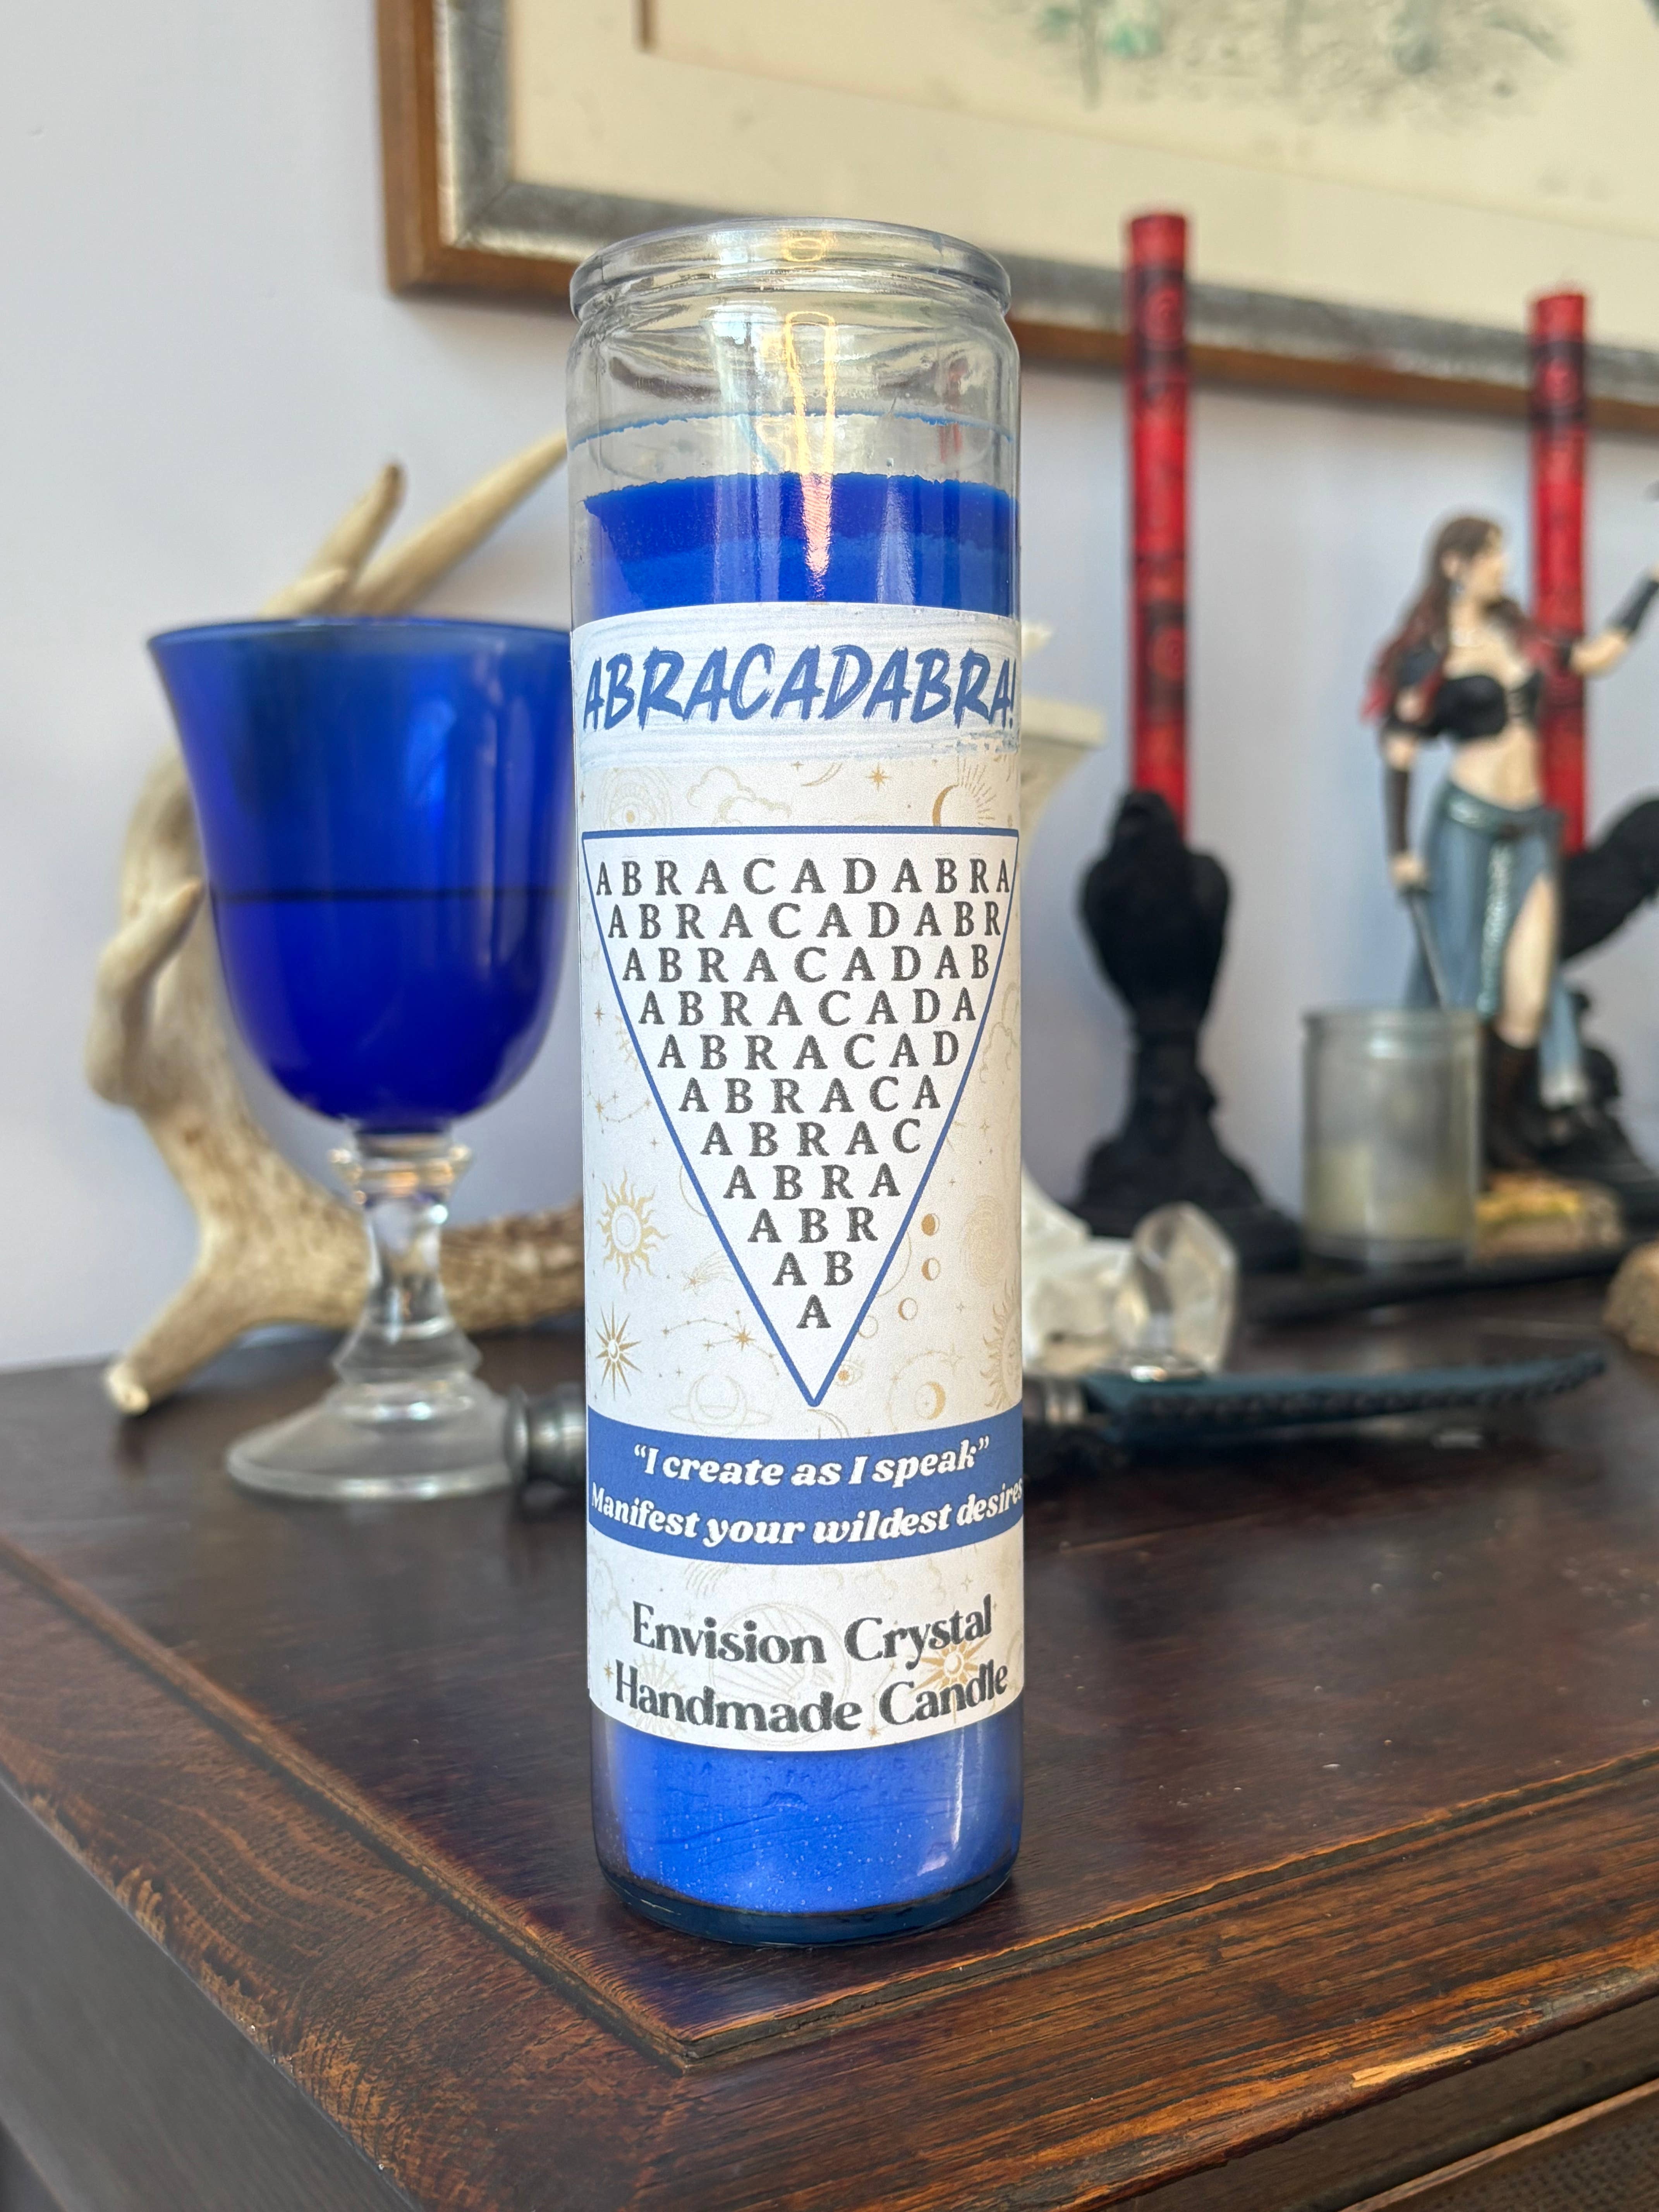 ABRACADABRA!
ABRACADABRA
ABRACADABR
ABRACADAB
ABRACADA
ABRACAD
ABRACA
ABRAC
ABRA
ABR
AB
A
“I create as I speak”
Manifest your wildest desires
Envision Crystal
Handmade Candle